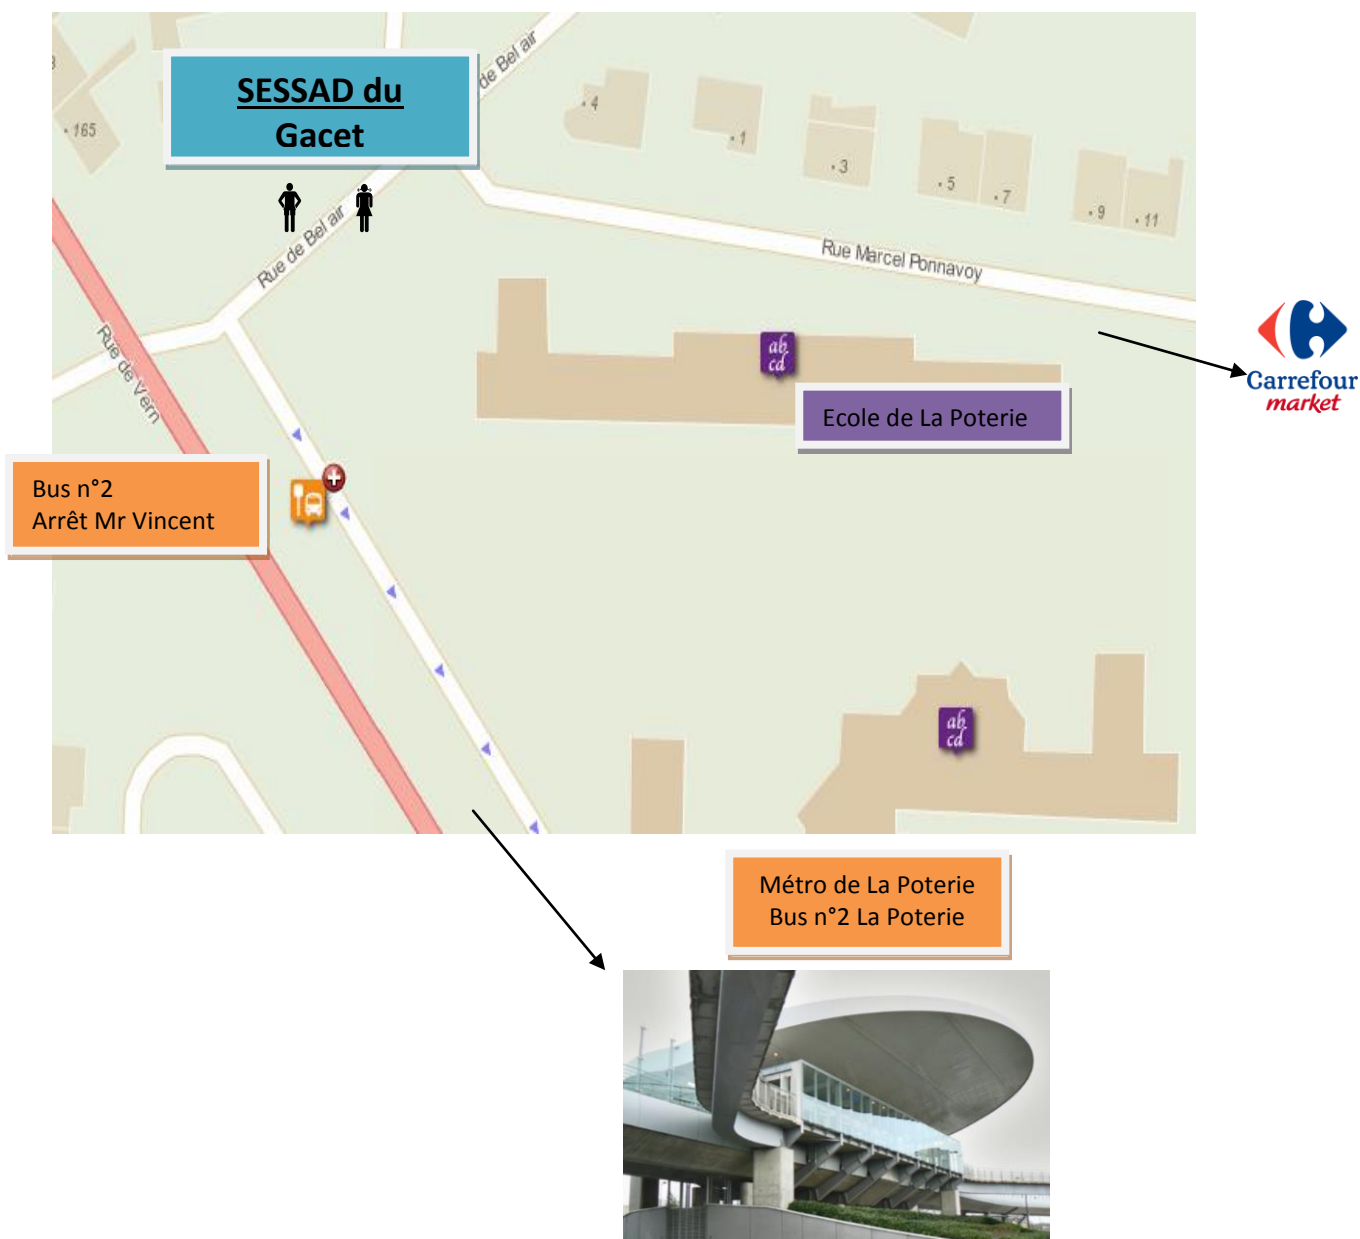 de Bel air
SESSAD du
Gacet
165
4
1
3
5
7
9
11
Rue de Bel air
Rue Marcel Ponnavoy
Rue de Vern
ab
cd
Carrefour
market
Ecole de La Poterie
Bus n°2
Arrêt Mr Vincent
ab
cd
Métro de La Poterie
Bus n°2 La Poterie